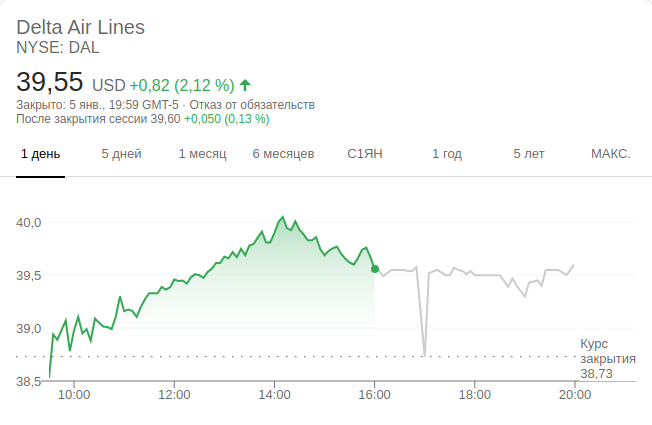 Delta Air Lines
NYSE: DAL
39,55 USD +0,82 (2,12 %)
Закрыто: 5 янв., 19:59 GMT-5 · Отказ от обязательств
После закрытия сессии 39,60 +0,050 (0,13 %)
1 день 5 дней 1 месяц 6 месяцев С1ЯН 1 год 5 лет МАКС.
40,0
39,5
39,0
Курс
закрытия
38,73
38,5
10:00 12:00 14:00 16:00 18:00 20:00